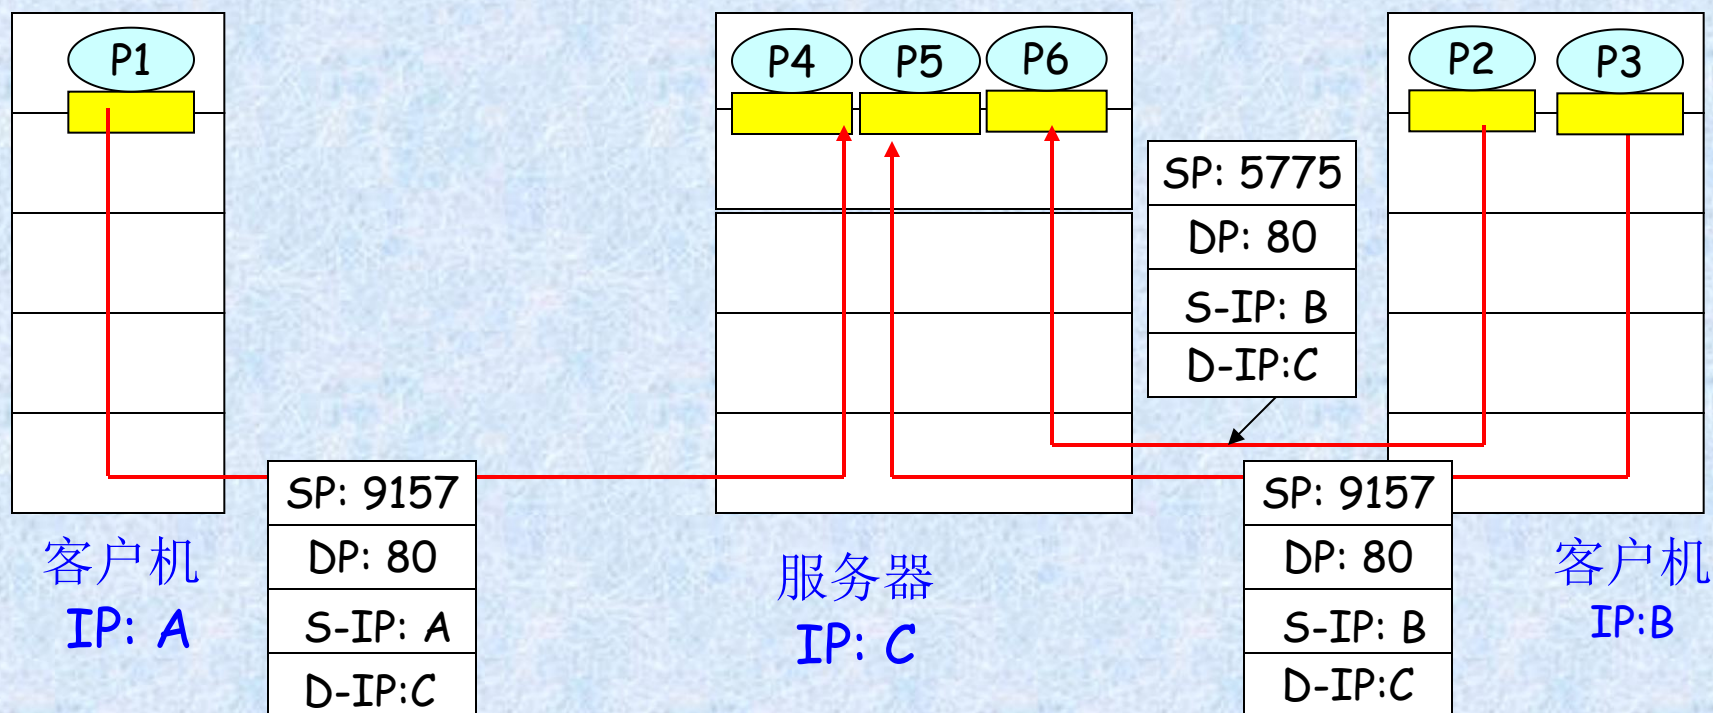 P1
P4
P5
P6
P2
P3
SP: 5775
DP: 80
S-IP: B
D-IP:C
SP: 9157
DP: 80
S-IP: A
D-IP:C
SP: 9157
DP: 80
S-IP: B
D-IP:C
客户机
IP: A
服务器
IP: C
客户机
IP:B